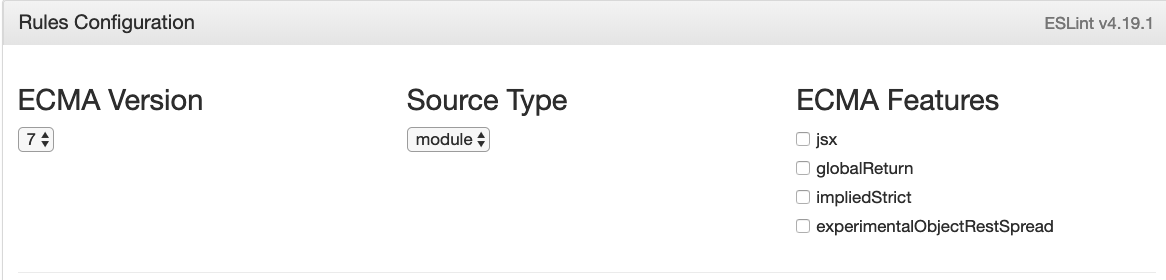 Rules Configuration ESLint v4.19.1
ECMA Version Source Type ECMA Features
7 module jsx
globalReturn
impliedStrict
experimentalObjectRestSpread